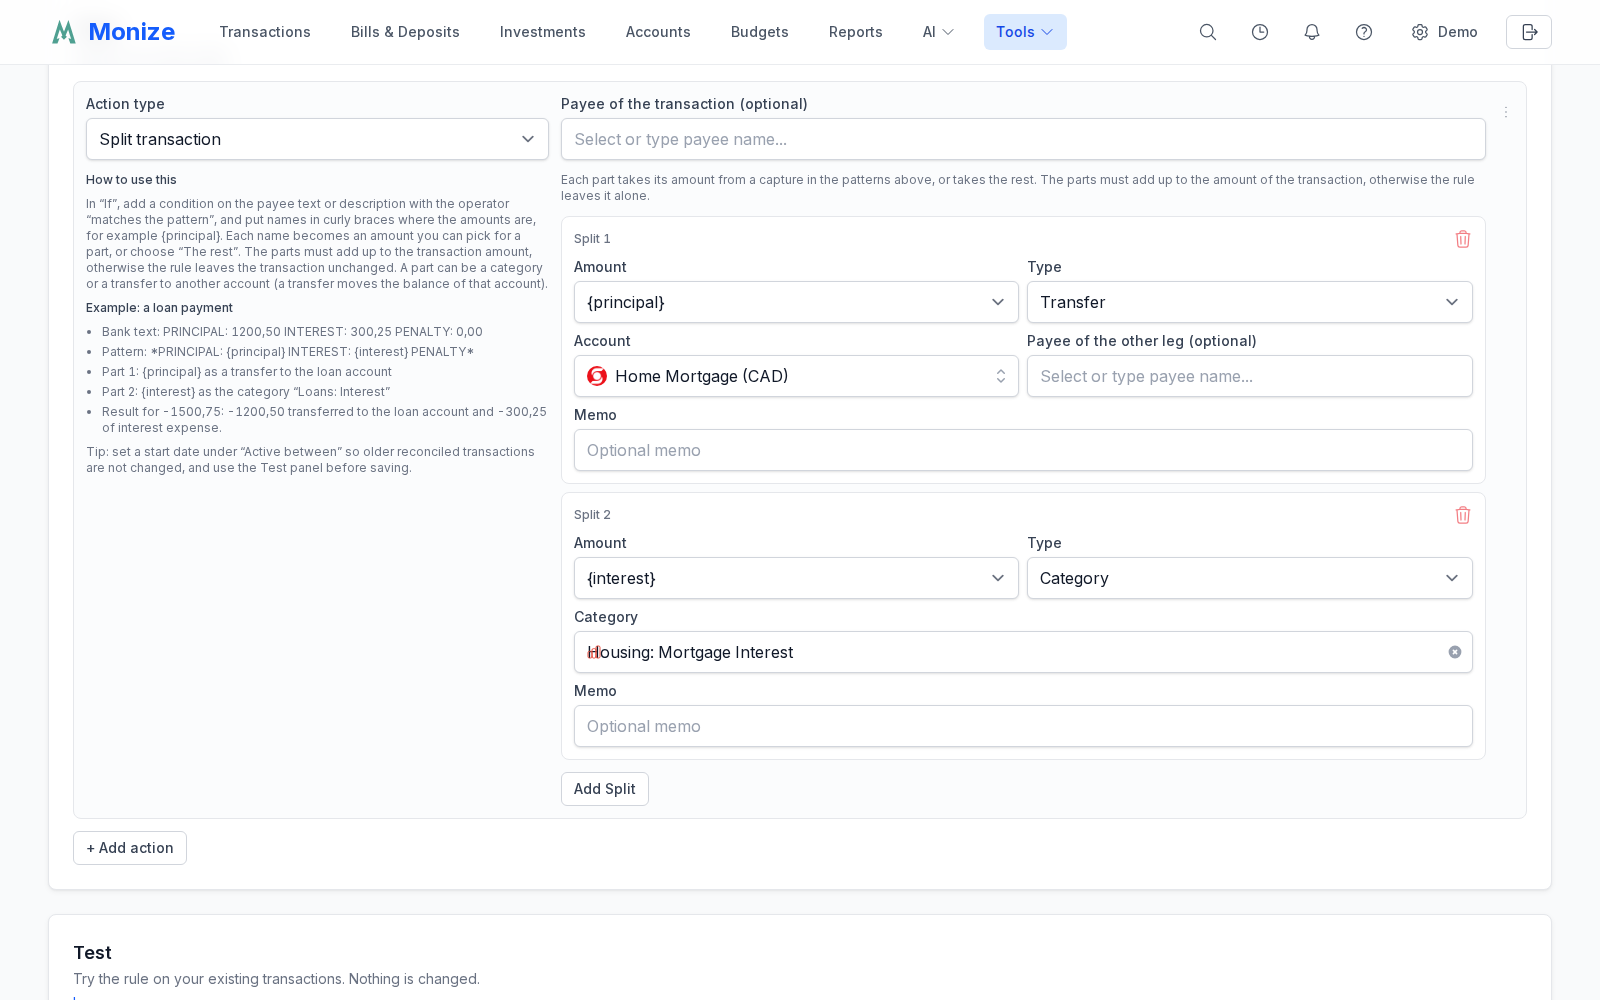 Monize
Transactions
Bills & Deposits
Investments
Accounts
Budgets
Reports
AI
Tools
Demo
Action type
Split transaction
How to use this
In “If”, add a condition on the payee text or description with the operator
“matches the pattern”, and put names in curly braces where the amounts are,
for example {principal}. Each name becomes an amount you can pick for a
part, or choose “The rest”. The parts must add up to the transaction amount,
otherwise the rule leaves the transaction unchanged. A part can be a category
or a transfer to another account (a transfer moves the balance of that account).
Example: a loan payment
• Bank text: PRINCIPAL: 1200,50 INTEREST: 300,25 PENALTY: 0,00
• Pattern: *PRINCIPAL: {principal} INTEREST: {interest} PENALTY*
• Part 1: {principal} as a transfer to the loan account
• Part 2: {interest} as the category “Loans: Interest”
• Result for -1500,75: -1200,50 transferred to the loan account and -300,25
of interest expense.
Tip: set a start date under “Active between” so older reconciled transactions
are not changed, and use the Test panel before saving.
Payee of the transaction (optional)
Select or type payee name...
Each part takes its amount from a capture in the patterns above, or takes the rest. The parts must add up to the amount of the transaction, otherwise the rule
leaves it alone.
Split 1
Amount
Type
{principal}
Transfer
Account
Payee of the other leg (optional)
Home Mortgage (CAD)
Select or type payee name...
Memo
Optional memo
Split 2
Amount
Type
{interest}
Category
Category
Housing: Mortgage Interest
Memo
Optional memo
Add Split
+ Add action
Test
Try the rule on your existing transactions. Nothing is changed.